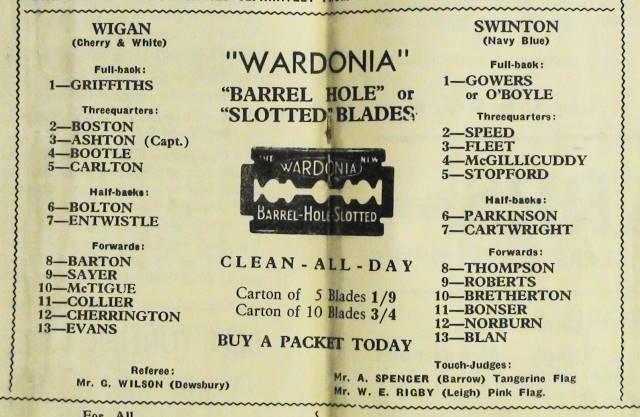 WIGAN
(Cherry & White)
Full-back:
1—GRIFFITHS
Threequarters:
2—BOSTON
3—ASHTON (Capt.)
4—BOOTLE
5—CARLTON
Half-backs:
6—BOLTON
7—ENTWISTLE
Forwards:
8—BARTON
9—SAYER
10—McTIGUE
11—COLLIER
12—CHERRINGTON
13—EVANS
Referee:
Mr. G. WILSON (Dewsbury)
"WARDONIA"
"BARREL HOLE" or
"SLOTTED" BLADES
THE WARDONIA NEW
BARREL-HOLE-SLOTTED
CLEAN-ALL-DAY
Carton of 5 Blades 1/9
Carton of 10 Blades 3/4
BUY A PACKET TODAY
SWINTON
(Navy Blue)
Full-back:
1—GOWERS
or O'BOYLE
Threequarters:
2—SPEED
3—FLEET
4—McGILLICUDDY
5—STOPFORD
Half-backs:
6—PARKINSON
7—CARTWRIGHT
Forwards:
8—THOMPSON
9—ROBERTS
10—BRETHERTON
11—BONSER
12—NORBURN
13—BLAN
Touch-Judges:
Mr. A. SPENCER (Barrow) Tangerine Flag
Mr. W. E. RIGBY (Leigh) Pink Flag.
For All